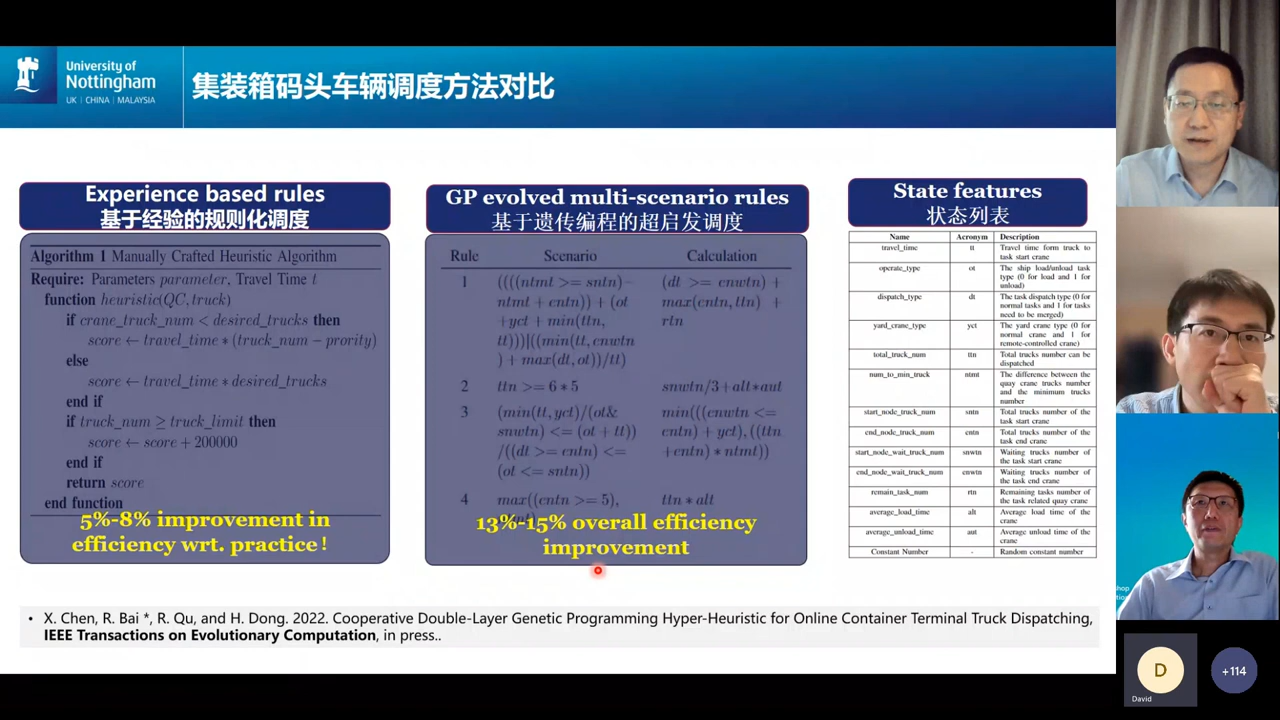 University of
Nottingham
UK | CHINA | MALAYSIA
集装箱码头车辆调度方法对比
Experience based rules
基于经验的规则化调度
Algorithm 1 Manually Crafted Heuristic Algorithm
Require: Parameters parameter, Travel Time t
function heuristic(QC, truck)
if crane_truck_num < desired_trucks then
score ← travel_time * (truck_num − prority)
else
score ← travel_time * desired_trucks
end if
if truck_num ≥ truck_limit then
score ← score + 200000
end if
return score
end function
5%-8% improvement in
efficiency wrt. practice!
GP evolved multi-scenario rules
基于遗传编程的超启发调度
Rule Scenario Calculation
1 ((((ntmt >= sntn)− (dt >= cnwtn) +
ntmt + cntn)) + (ot max(cntn, ttn) +
+yct + min(ttn, rtn
tt)))|((min(tt, cnwtn
) + max(dt, ot))/tt)
2 ttn >= 6 * 5 snwtn/3+alt*aut
3 (min(tt, yct)/(ot& min(((cnwtn <=
snwtn) <= (ot + tt)) cntn) + yct), ((ttn
/((dt >= cntn) <= +cntn) * ntmt))
(ot <= sntn))
4 max((cntn >= 5), ttn * alt
13%-15% overall efficiency
improvement
State features
状态列表
Name Acronym Description
travel_time tt Travel time form truck to
task start crane
operate_type ot The ship load/unload task
type (0 for load and 1 for
unload)
dispatch_type dt The task dispatch type (0 for
normal tasks and 1 for tasks
need to be merged)
yard_crane_type yct The yard crane type (0 for
normal crane and 1 for
remote-controlled crane)
total_truck_num ttn Total trucks number can be
dispatched
num_to_min_truck ntmt The difference between the
quay crane trucks number
and the minimum trucks
number
start_node_truck_num sntn Total trucks number of the
task start crane
end_node_truck_num cntn Total trucks number of the
task end crane
start_node_wait_truck_num snwtn Waiting trucks number of
the task start crane
end_node_wait_truck_num cnwtn Waiting trucks number of
the task end crane
remain_task_num rtn Remaining tasks number of
the task related quay crane
average_load_time alt Average load time of the
crane
average_unload_time aut Average unload time of the
crane
Constant Number - Random constant number
• X. Chen, R. Bai *, R. Qu, and H. Dong. 2022. Cooperative Double-Layer Genetic Programming Hyper-Heuristic for Online Container Terminal Truck Dispatching,
IEEE Transactions on Evolutionary Computation, in press..
D
David
+114